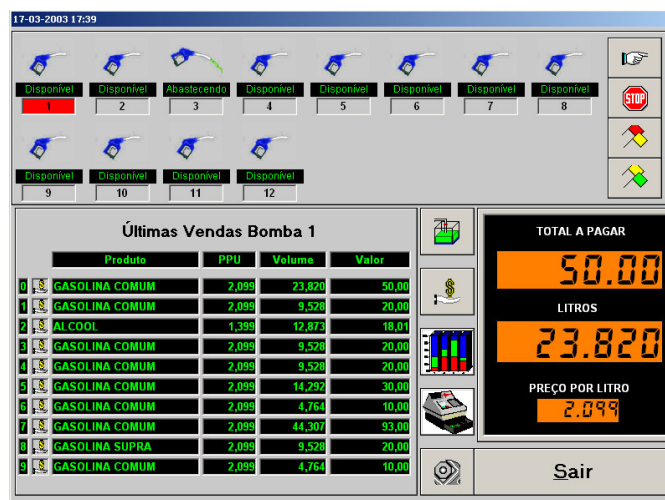 17-03-2003 17:39
Disponível Disponível Abastecendo Disponível Disponível Disponível Disponível Disponível
1 2 3 4 5 6 7 8
STOP
Disponível Disponível Disponível Disponível
9 10 11 12
Últimas Vendas Bomba 1
Produto PPU Volume Valor
0 GASOLINA COMUM 2,099 23,820 50,00
1 GASOLINA COMUM 2,099 9,528 20,00
2 ALCOOL 1,399 12,873 18,01
3 GASOLINA COMUM 2,099 9,528 20,00
4 GASOLINA COMUM 2,099 9,528 20,00
5 GASOLINA COMUM 2,099 14,292 30,00
6 GASOLINA COMUM 2,099 4,764 10,00
7 GASOLINA COMUM 2,099 44,307 93,00
8 GASOLINA SUPRA 2,099 9,528 20,00
9 GASOLINA COMUM 2,099 4,764 10,00
TOTAL A PAGAR
50.00
LITROS
23.820
PREÇO POR LITRO
2.099
Sair